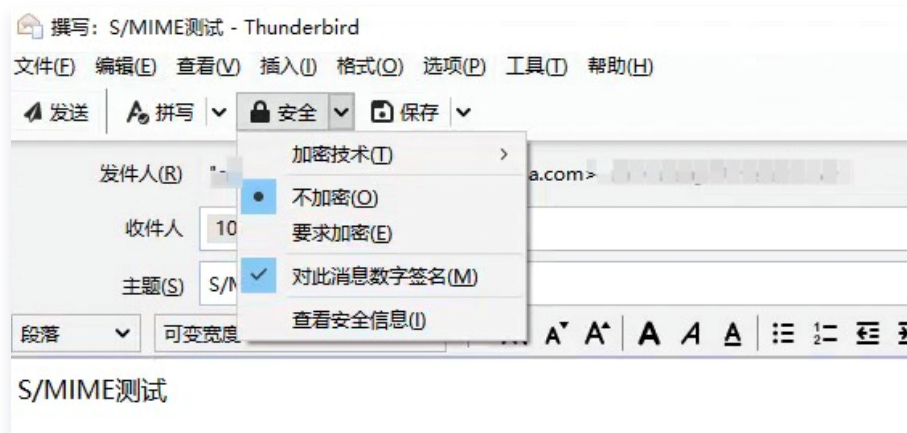 撰写：S/MIME测试 - Thunderbird
文件(F) 编辑(E) 查看(V) 插入(I) 格式(O) 选项(P) 工具(T) 帮助(H)
发送 拼写 安全 保存
加密技术(T)
发件人(R) a.com>
不加密(O)
收件人 10 要求加密(E)
主题(S) S/ 对此消息数字签名(M)
查看安全信息(I)
段落 可变宽度
S/MIME测试